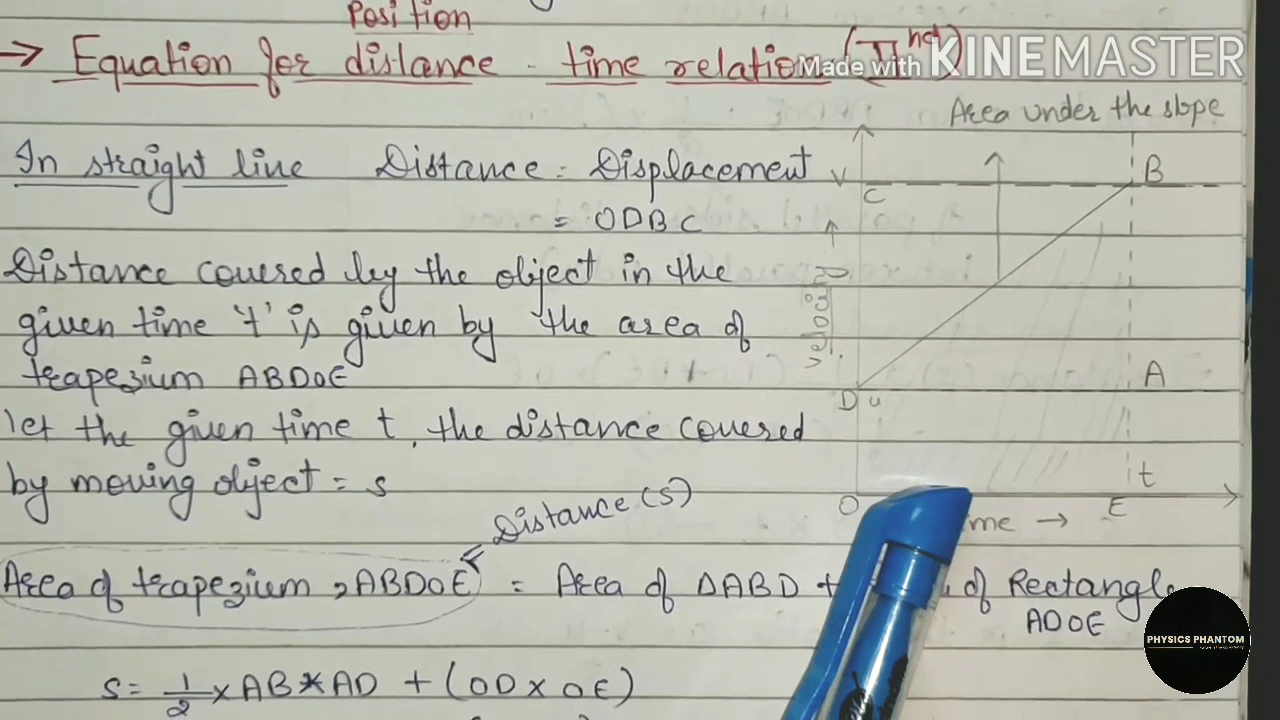 Position
→ Equation for distance - time relation (IInd)
Made with KINEMASTER
Area under the slope
In straight line Distance = Displacement
= ODBC
Distance covered by the object in the
given time 't' is given by the area of
trapezium ABDOE
let the given time t, the distance covered
by moving object = s
Distance (s)
Area of trapezium, ABDOE = Area of ΔABD + of Rectangle
ADOE
s = 1/2 × AB × AD + (OD × OE)
V
C
B
velocity →
D u
A
t
O
me →
E
PHYSICS PHANTOM